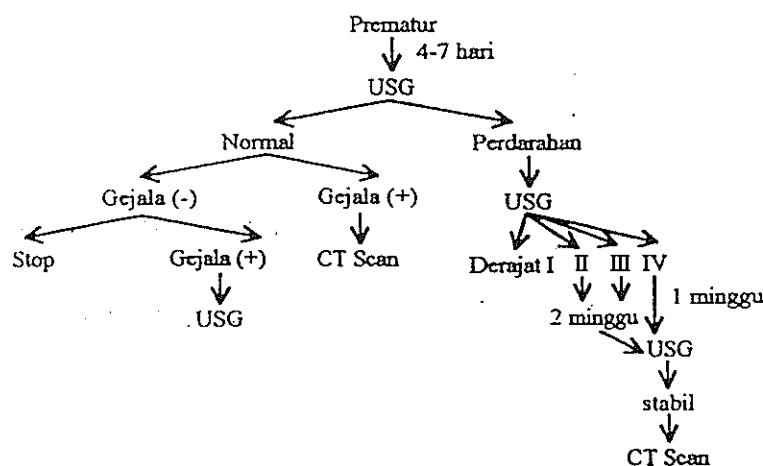 Prematur
4-7 hari
USG
Normal Perdarahan
Gejala (-) Gejala (+) USG
Stop Gejala (+) CT Scan Derajat I II III IV
1 minggu
USG 2 minggu
USG
stabil
CT Scan